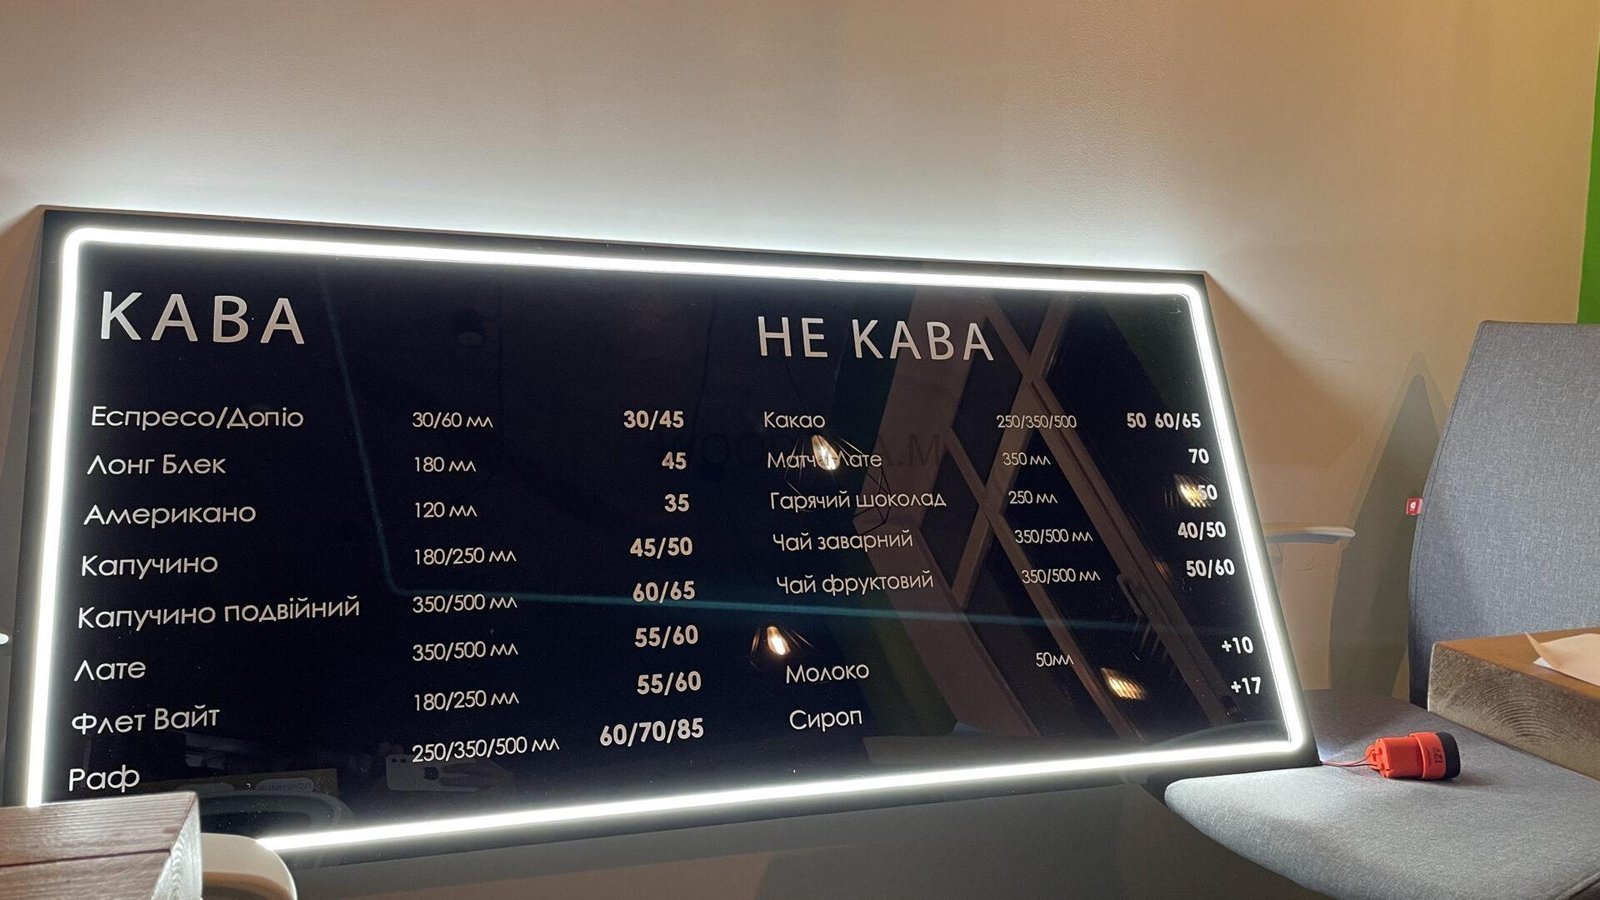 КАВА
Еспресо/Допіо 30/60 мл 30/45
Лонг Блек 180 мл 45
Американо 120 мл 35
Капучино 180/250 мл 45/50
Капучино подвійний 350/500 мл 60/65
Лате 350/500 мл 55/60
Флет Вайт 180/250 мл 55/60
Раф 250/350/500 мл 60/70/85
НЕ КАВА
Какао 250/350/500 50 60/65
Матча Лате 350 мл 70
Гарячий шоколад 250 мл 50
Чай заварний 350/500 мл 40/50
Чай фруктовий 350/500 мл 50/60
Молоко 50мл +10
Сироп +17
12V